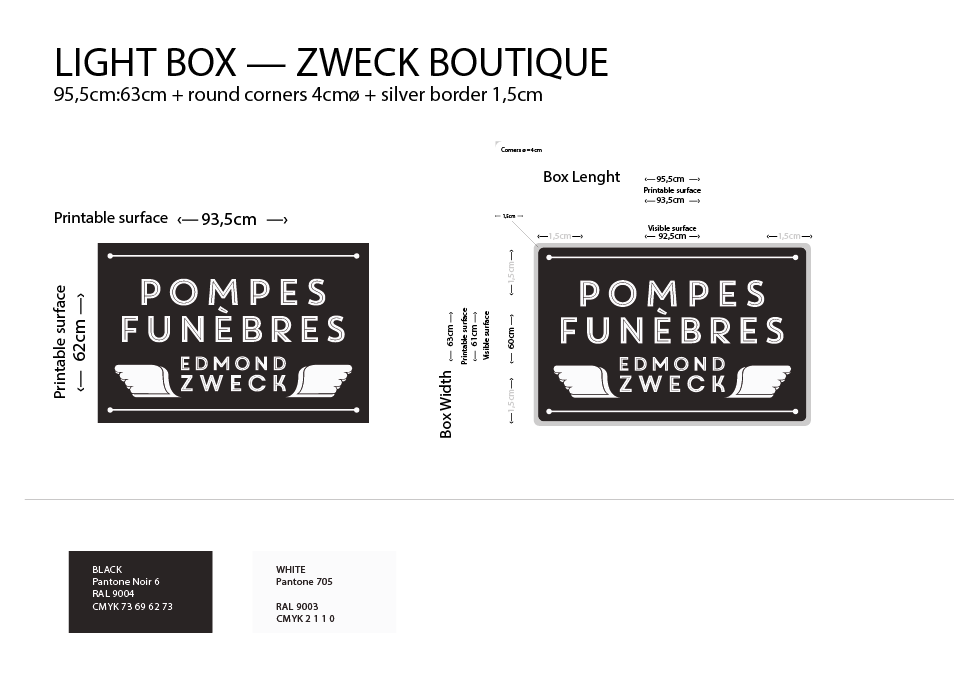 LIGHT BOX — ZWECK BOUTIQUE
95,5cm:63cm + round corners 4cmø + silver border 1,5cm
Corners ø=4cm
Box Lenght
95,5cm
Printable surface
93,5cm
Printable surface
93,5cm
1,5cm
Visible surface
1,5cm
92,5cm
1,5cm
Printable surface
62cm
POMPES
FUNÈBRES
EDMOND
ZWECK
Box Width
63cm
Printable surface
61cm
Visible surface
60cm
1,5cm
1,5cm
POMPES
FUNÈBRES
EDMOND
ZWECK
BLACK
Pantone Noir 6
RAL 9004
CMYK 73 69 62 73
WHITE
Pantone 705
RAL 9003
CMYK 2 1 1 0